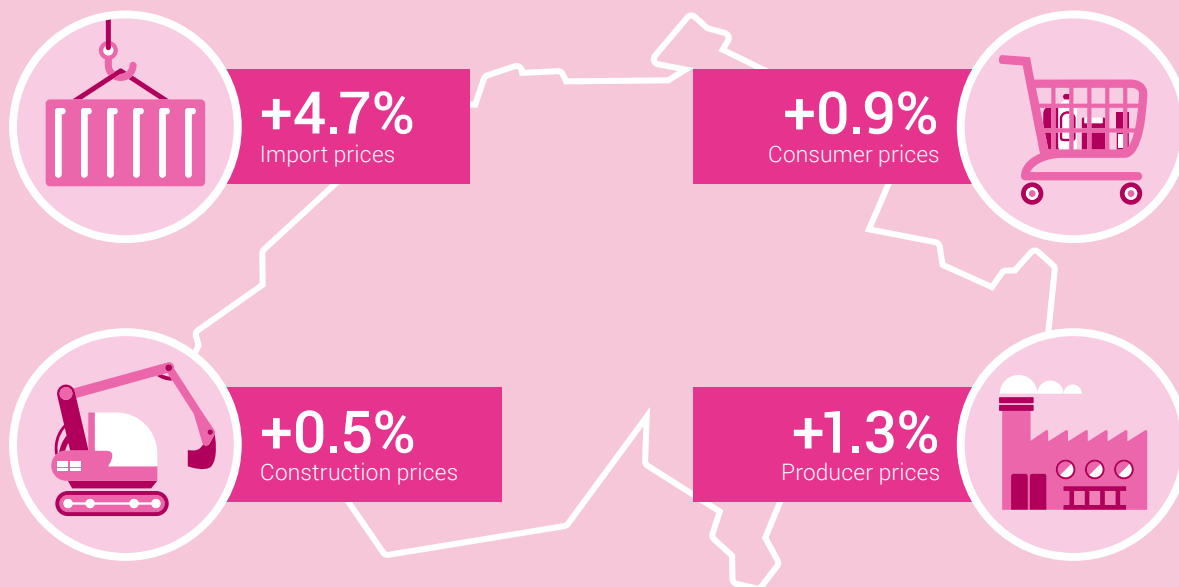 +4.7%
Import prices
+0.9%
Consumer prices
+0.5%
Construction prices
+1.3%
Producer prices